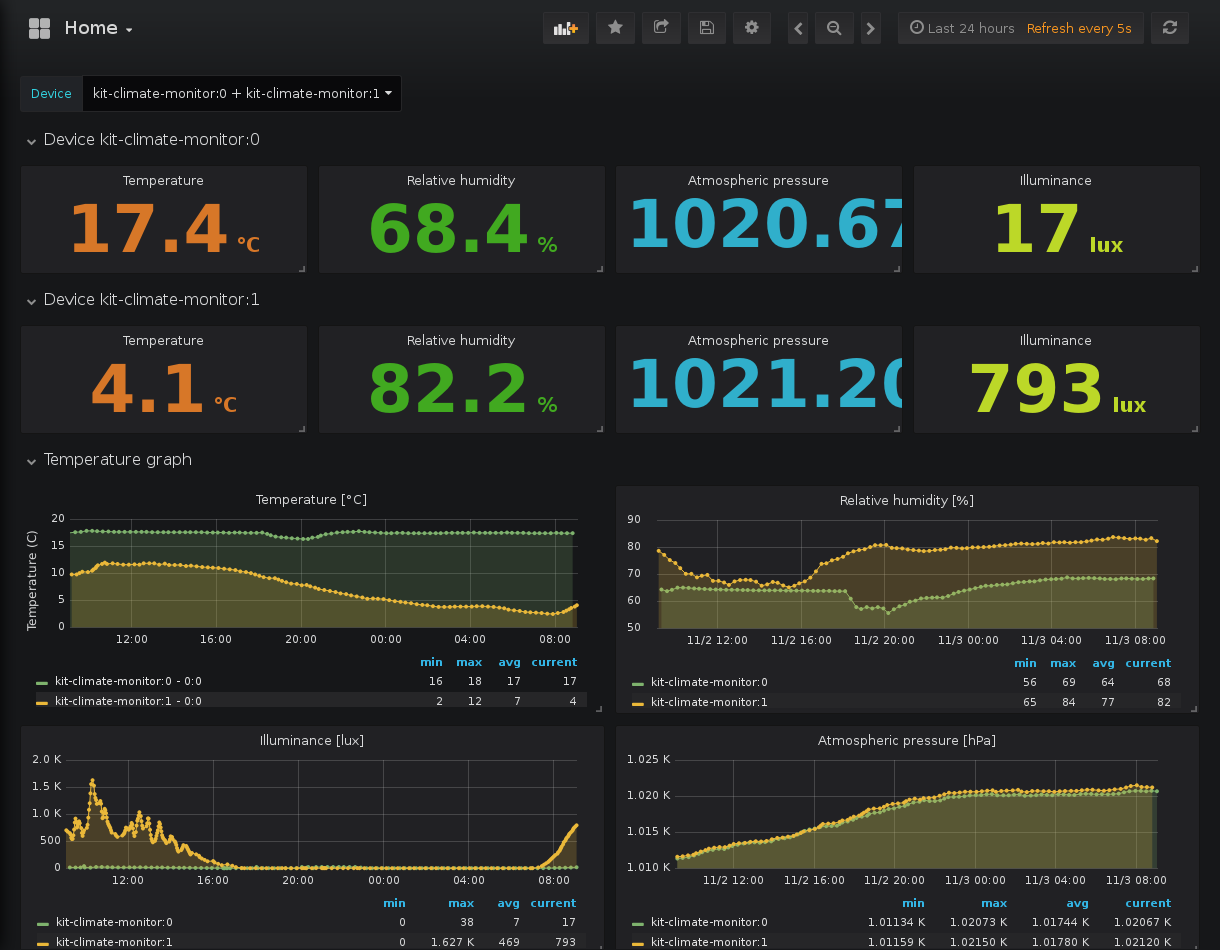 Home
Last 24 hours Refresh every 5s
Device kit-climate-monitor:0 + kit-climate-monitor:1
Device kit-climate-monitor:0
Temperature Relative humidity Atmospheric pressure Illuminance
17.4 °C 68.4 % 1020.67 17 lux
Device kit-climate-monitor:1
Temperature Relative humidity Atmospheric pressure Illuminance
4.1 °C 82.2 % 1021.20 793 lux
Temperature graph
Temperature [°C]
Temperature (C)
20
15
10
5
0
12:00 16:00 20:00 00:00 04:00 08:00
min max avg current
kit-climate-monitor:0 - 0:0 16 18 17 17
kit-climate-monitor:1 - 0:0 2 12 7 4
Relative humidity [%]
90
80
70
60
50
11/2 12:00 11/2 16:00 11/2 20:00 11/3 00:00 11/3 04:00 11/3 08:00
min max avg current
kit-climate-monitor:0 56 69 64 68
kit-climate-monitor:1 65 84 77 82
Illuminance [lux]
2.0 K
1.5 K
1.0 K
500
0
12:00 16:00 20:00 00:00 04:00 08:00
min max avg current
kit-climate-monitor:0 0 38 7 17
kit-climate-monitor:1 0 1.627 K 469 793
Atmospheric pressure [hPa]
1.025 K
1.020 K
1.015 K
1.010 K
11/2 12:00 11/2 16:00 11/2 20:00 11/3 00:00 11/3 04:00 11/3 08:00
min max avg current
kit-climate-monitor:0 1.01134 K 1.02073 K 1.01744 K 1.02067 K
kit-climate-monitor:1 1.01159 K 1.02150 K 1.01780 K 1.02120 K